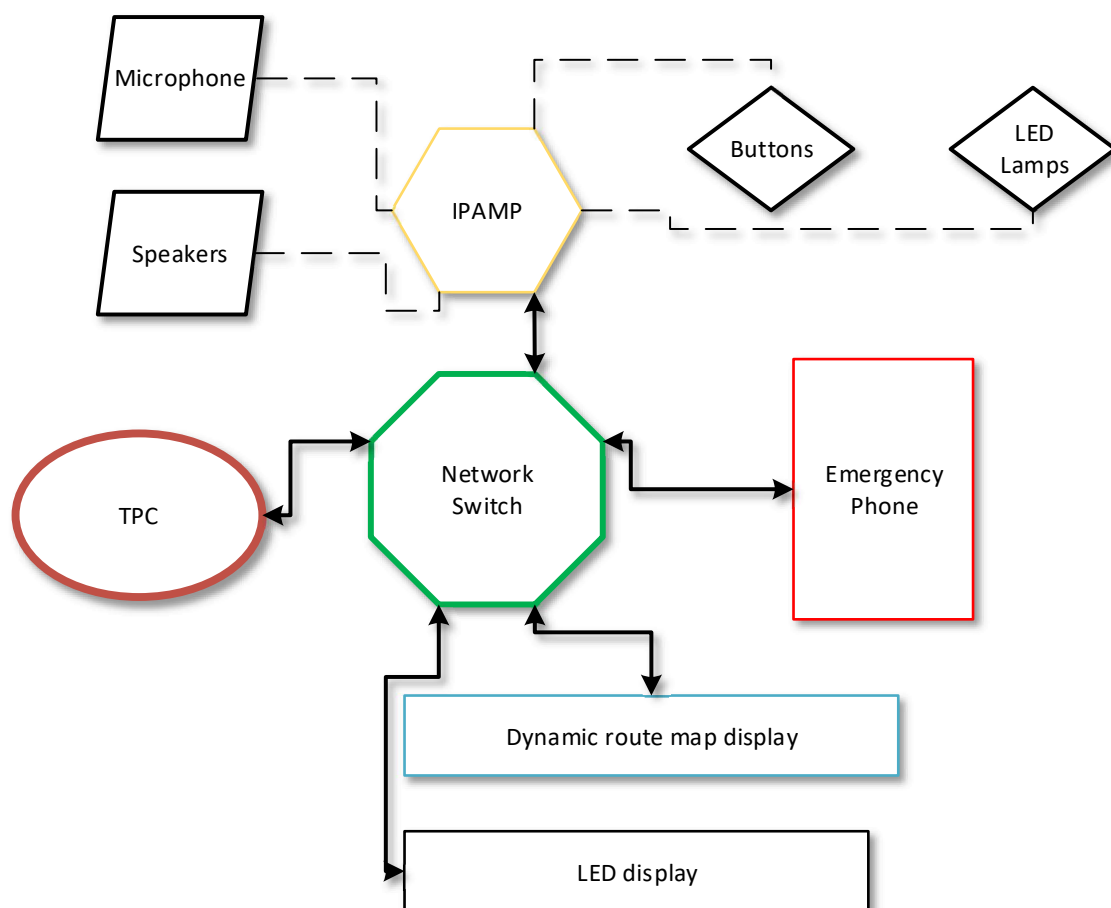 Microphone
Buttons
LED
Lamps
IPAMP
Speakers
TPC
Network
Switch
Emergency
Phone
Dynamic route map display
LED display